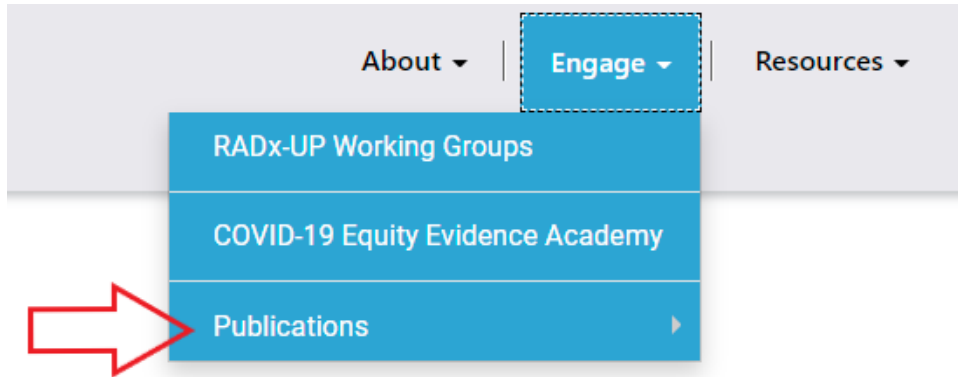 About Engage Resources
RADx-UP Working Groups
COVID-19 Equity Evidence Academy
Publications